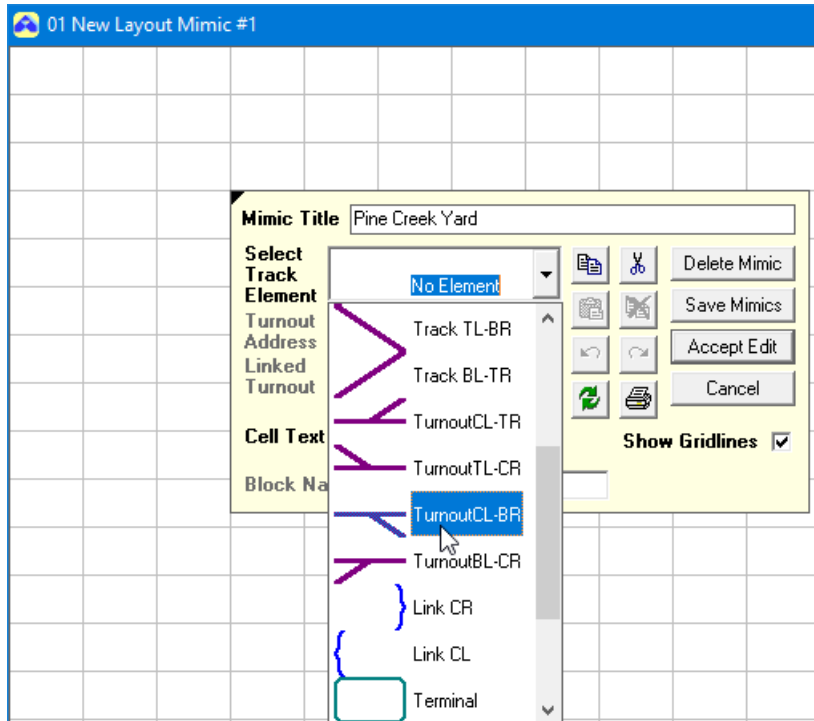 01 New Layout Mimic #1
Mimic Title Pine Creek Yard
Select
Track
Element
No Element
Delete Mimic
Save Mimics
Accept Edit
Cancel
Turnout
Address
Linked
Turnout
Cell Text
Show Gridlines
Block Na
Track TL-BR
Track BL-TR
TurnoutCL-TR
TurnoutTL-CR
TurnoutCL-BR
TurnoutBL-CR
Link CR
Link CL
Terminal